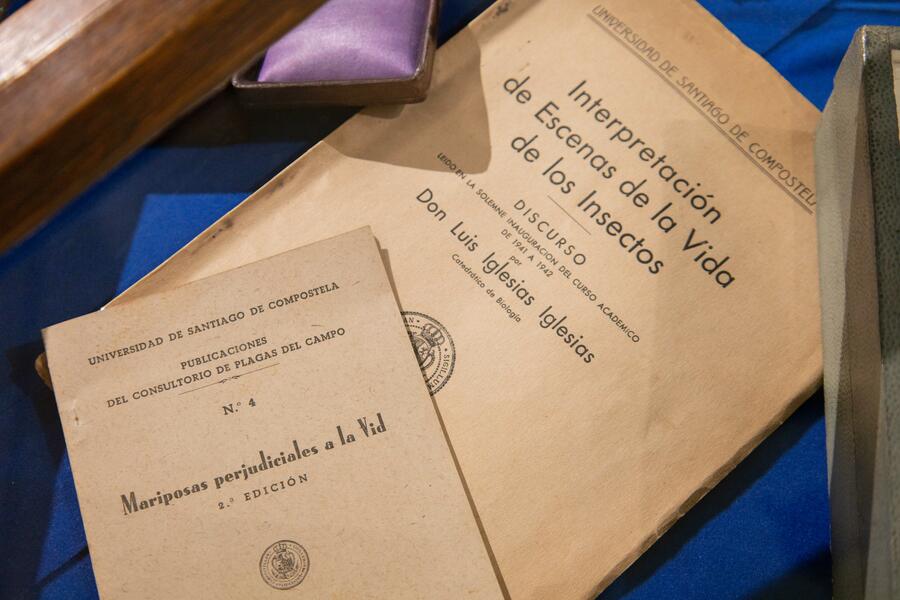 UNIVERSIDAD DE SANTIAGO DE COMPOSTELA
Interpretación
de Escenas de la Vida
de los Insectos
DISCURSO
LEIDO EN LA SOLEMNE INAUGURACION DEL CURSO ACADEMICO
DE 1941 A 1942
por
Don Luis Iglesias Iglesias
Catedrático de Biología
SIGILLUM
UNIVERSIDAD DE SANTIAGO DE COMPOSTELA
PUBLICACIONES
DEL CONSULTORIO DE PLAGAS DEL CAMPO
N.º 4
Mariposas perjudiciales a la Vid
2.ª EDICIÓN